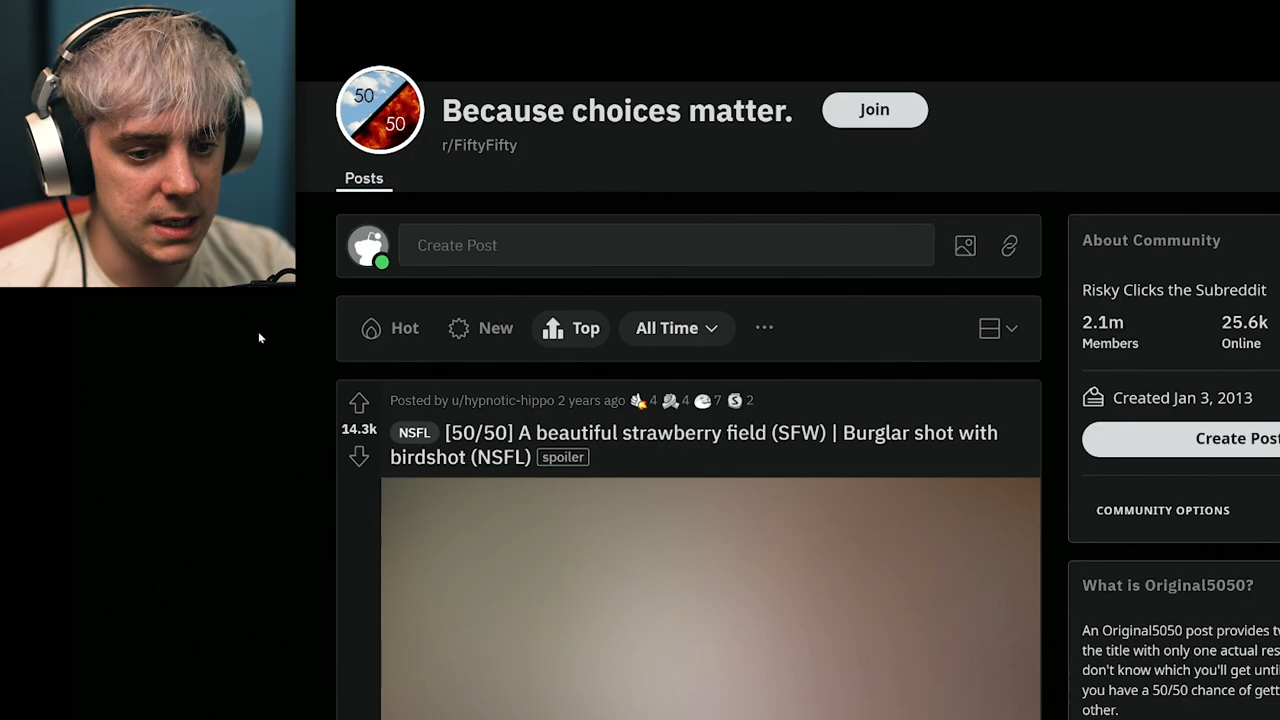 50
50
Because choices matter.
Join
r/FiftyFifty
Posts
Create Post
Hot
New
Top
All Time
Posted by u/hypnotic-hippo 2 years ago 4 4 7 2
14.3k
NSFL [50/50] A beautiful strawberry field (SFW) | Burglar shot with
birdshot (NSFL) spoiler
About Community
Risky Clicks the Subreddit
2.1m 25.6k
Members Online
Created Jan 3, 2013
Create Post
COMMUNITY OPTIONS
What is Original5050?
An Original5050 post provides
the title with only one actual
don't know which you'll get
you have a 50/50 chance of
other.